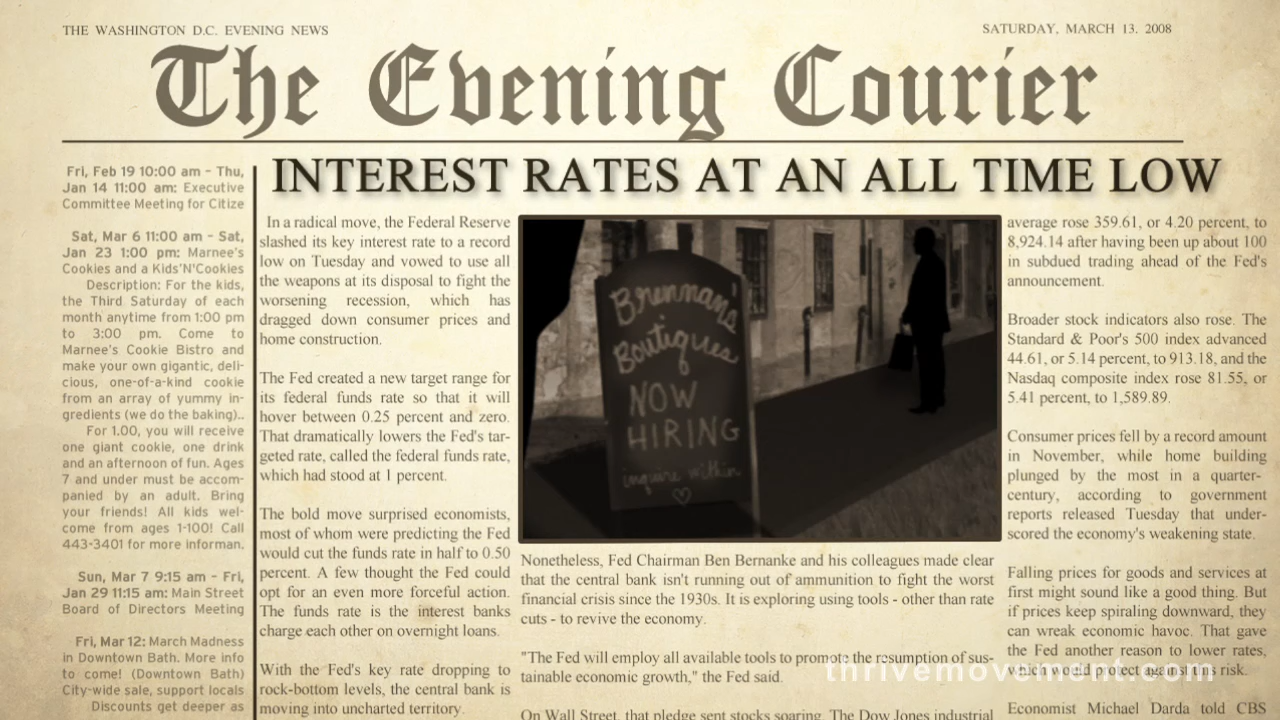 THE WASHINGTON D.C. EVENING NEWS
SATURDAY, MARCH 13. 2008
The Evening Courier
INTEREST RATES AT AN ALL TIME LOW
Fri, Feb 19 10:00 am – Thu,
Jan 14 11:00 am: Executive
Committee Meeting for Citize
Sat, Mar 6 11:00 am – Sat,
Jan 23 1:00 pm: Marnee's
Cookies and a Kids'N'Cookies
Description: For the kids,
the Third Saturday of each
month anytime from 1:00 pm
to 3:00 pm. Come to
Marnee's Cookie Bistro and
make your own gigantic, deli-
cious, one-of-a-kind cookie
from an array of yummy in-
gredients (we do the baking)..
For 1.00, you will receive
one giant cookie, one drink
and an afternoon of fun. Ages
7 and under must be accom-
panied by an adult. Bring
your friends! All kids wel-
come from ages 1-100! Call
443-3401 for more informan.
Sun, Mar 7 9:15 am – Fri,
Jan 29 11:15 am: Main Street
Board of Directors Meeting
Fri, Mar 12: March Madness
in Downtown Bath. More info
to come! (Downtown Bath)
City-wide sale, support locals
Discounts get deeper as
In a radical move, the Federal Reserve
slashed its key interest rate to a record
low on Tuesday and vowed to use all
the weapons at its disposal to fight the
worsening recession, which has
dragged down consumer prices and
home construction.
The Fed created a new target range for
its federal funds rate so that it will
hover between 0.25 percent and zero.
That dramatically lowers the Fed's tar-
geted rate, called the federal funds rate,
which had stood at 1 percent.
The bold move surprised economists,
most of whom were predicting the Fed
would cut the funds rate in half to 0.50
percent. A few thought the Fed could
opt for an even more forceful action.
The funds rate is the interest banks
charge each other on overnight loans.
With the Fed's key rate dropping to
rock-bottom levels, the central bank is
moving into uncharted territory.
Brennan's
Boutiques
NOW
HIRING
inquire within
Nonetheless, Fed Chairman Ben Bernanke and his colleagues made clear
that the central bank isn't running out of ammunition to fight the worst
financial crisis since the 1930s. It is exploring using tools - other than rate
cuts - to revive the economy.
"The Fed will employ all available tools to promote the resumption of sus-
tainable economic growth," the Fed said.
On Wall Street, that pledge sent stocks soaring. The Dow Jones industrial
average rose 359.61, or 4.20 percent, to
8,924.14 after having been up about 100
in subdued trading ahead of the Fed's
announcement.
Broader stock indicators also rose. The
Standard & Poor's 500 index advanced
44.61, or 5.14 percent, to 913.18, and the
Nasdaq composite index rose 81.55, or
5.41 percent, to 1,589.89.
Consumer prices fell by a record amount
in November, while home building
plunged by the most in a quarter-
century, according to government
reports released Tuesday that under-
scored the economy's weakening state.
Falling prices for goods and services at
first might sound like a good thing. But
if prices keep spiraling downward, they
can wreak economic havoc. That gave
the Fed another reason to lower rates,
which would protect against this risk.
Economist Michael Darda told CBS
thrivemovement.com